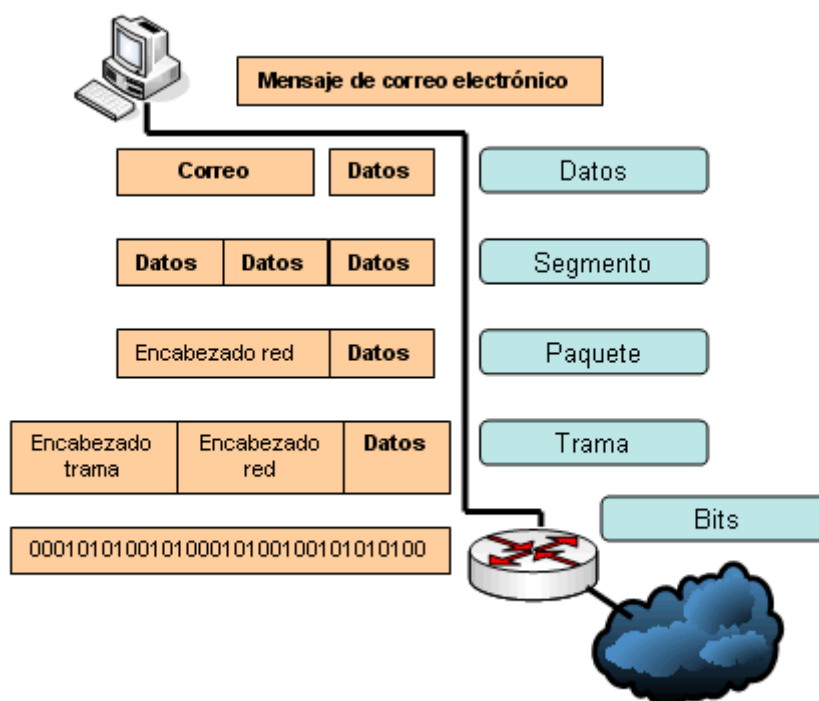 Mensaje de correo electrónico
Correo Datos Datos
Datos Datos Datos Segmento
Encabezado red Datos Paquete
Encabezado trama Encabezado red Datos Trama
Bits
000101010010100010100100101010100